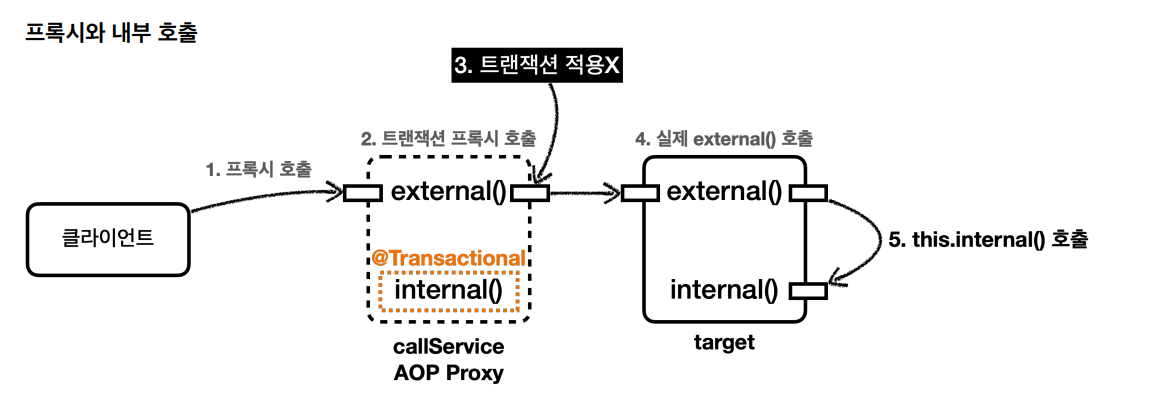 프록시와 내부 호출
3. 트랜잭션 적용X
2. 트랜잭션 프록시 호출
4. 실제 external() 호출
1. 프록시 호출
external()
external()
클라이언트
5. this.internal() 호출
@Transactional
internal()
internal()
callService
AOP Proxy
target